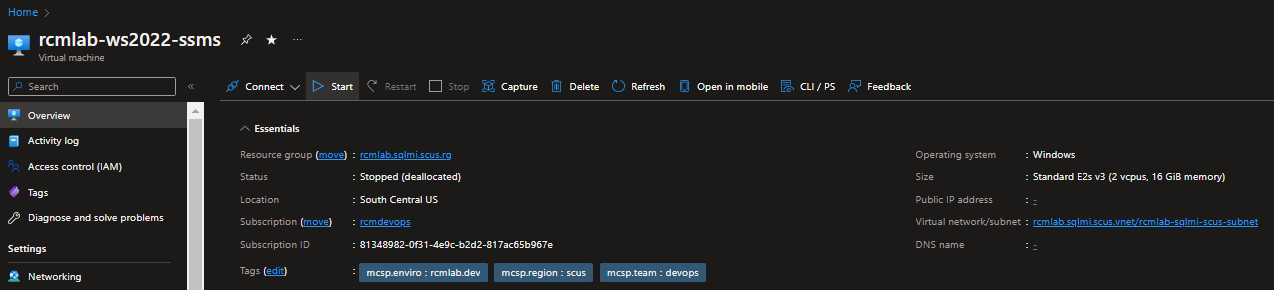 Home >
rcmlab-ws2022-ssms
Virtual machine
Search
«
Connect Start Restart Stop Capture Delete Refresh Open in mobile CLI / PS Feedback
Overview
Activity log
Access control (IAM)
Tags
Diagnose and solve problems
Settings
Networking
Essentials
Resource group (move) : rcmlab.sqlmi.scus.rg
Status : Stopped (deallocated)
Location : South Central US
Subscription (move) : rcmdevops
Subscription ID : 81348982-0f31-4e9c-b2d2-817ac65b967e
Tags (edit) : mcsp.enviro : rcmlab.dev mcsp.region : scus mcsp.team : devops
Operating system : Windows
Size : Standard E2s v3 (2 vcpus, 16 GiB memory)
Public IP address : -
Virtual network/subnet : rcmlab.sqlmi.scus.vnet/rcmlab-sqlmi-scus-subnet
DNS name : -